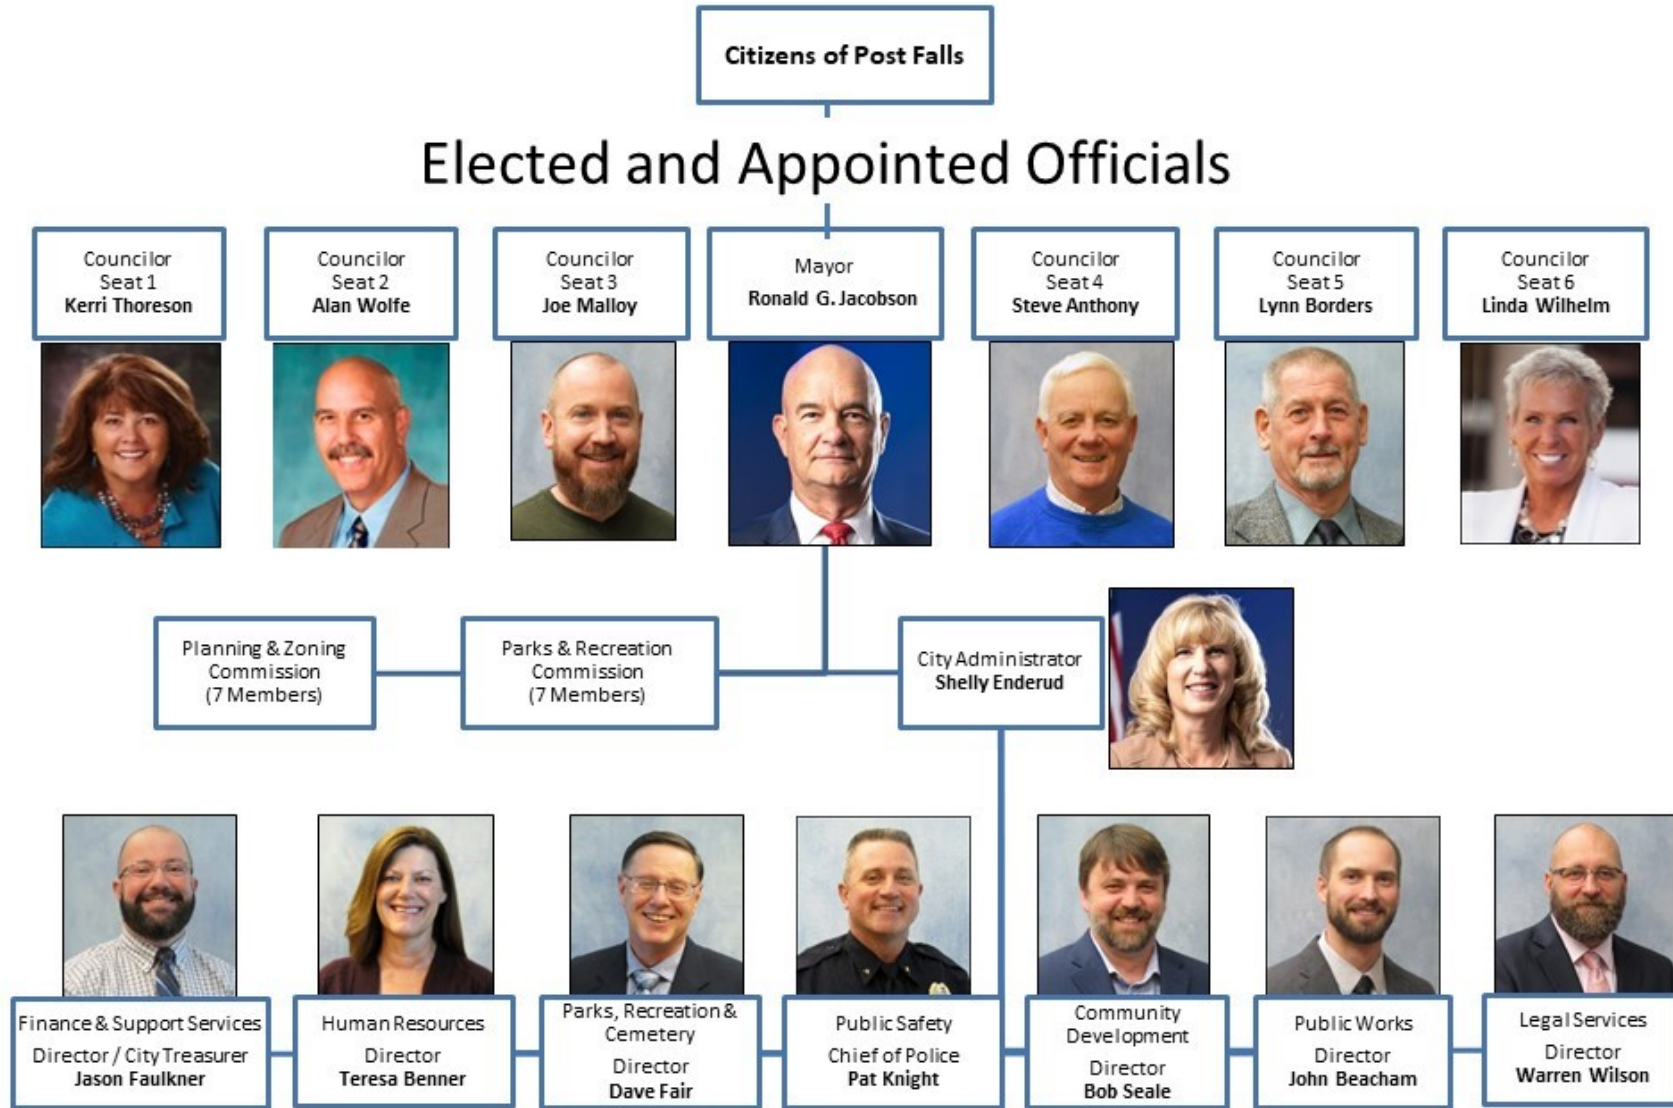 Citizens of Post Falls
Elected and Appointed Officials
Councilor
Seat 1
Kerri Thoreson
Councilor
Seat 2
Alan Wolfe
Councilor
Seat 3
Joe Malloy
Mayor
Ronald G. Jacobson
Councilor
Seat 4
Steve Anthony
Councilor
Seat 5
Lynn Borders
Councilor
Seat 6
Linda Wilhelm
Planning & Zoning
Commission
(7 Members)
Parks & Recreation
Commission
(7 Members)
City Administrator
Shelly Enderud
Finance & Support Services
Director / City Treasurer
Jason Faulkner
Human Resources
Director
Teresa Benner
Parks, Recreation &
Cemetery
Director
Dave Fair
Public Safety
Chief of Police
Pat Knight
Community
Development
Director
Bob Seale
Public Works
Director
John Beacham
Legal Services
Director
Warren Wilson